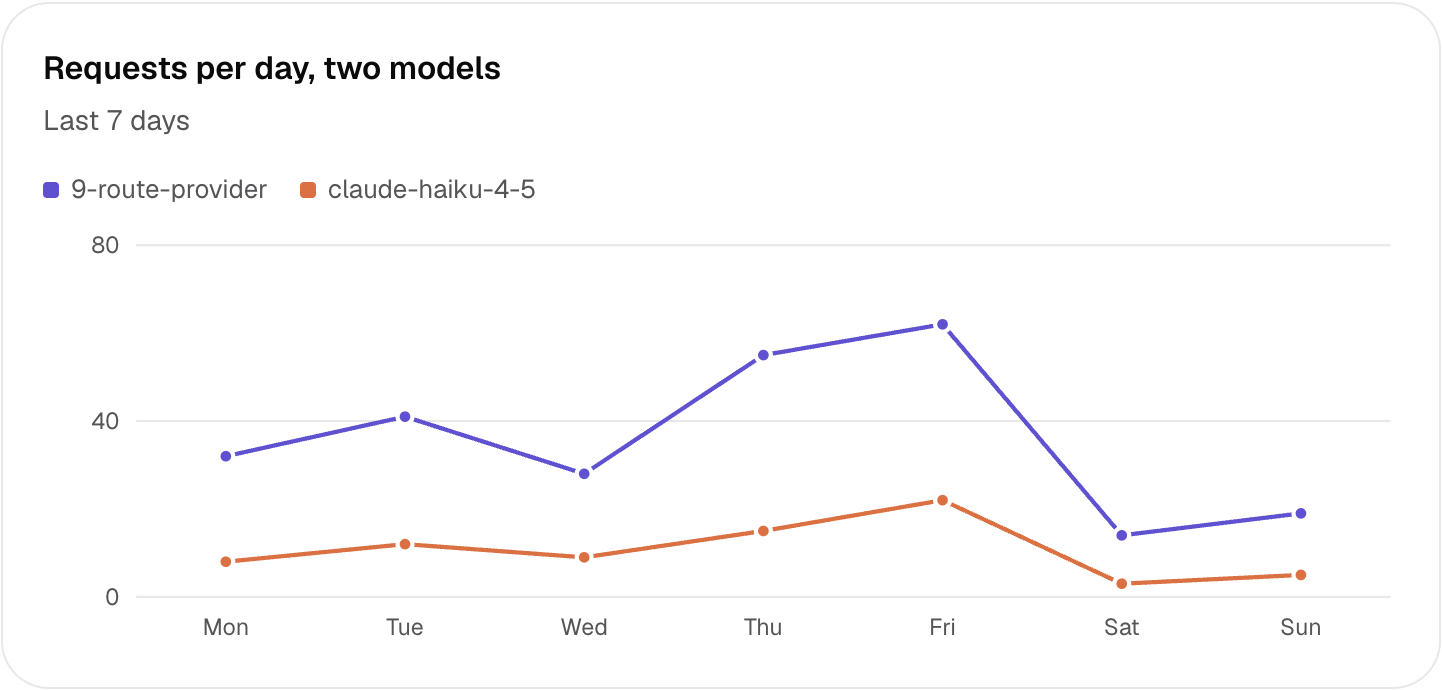 Requests per day, two models
Last 7 days
9-route-provider claude-haiku-4-5
80
40
0
Mon Tue Wed Thu Fri Sat Sun